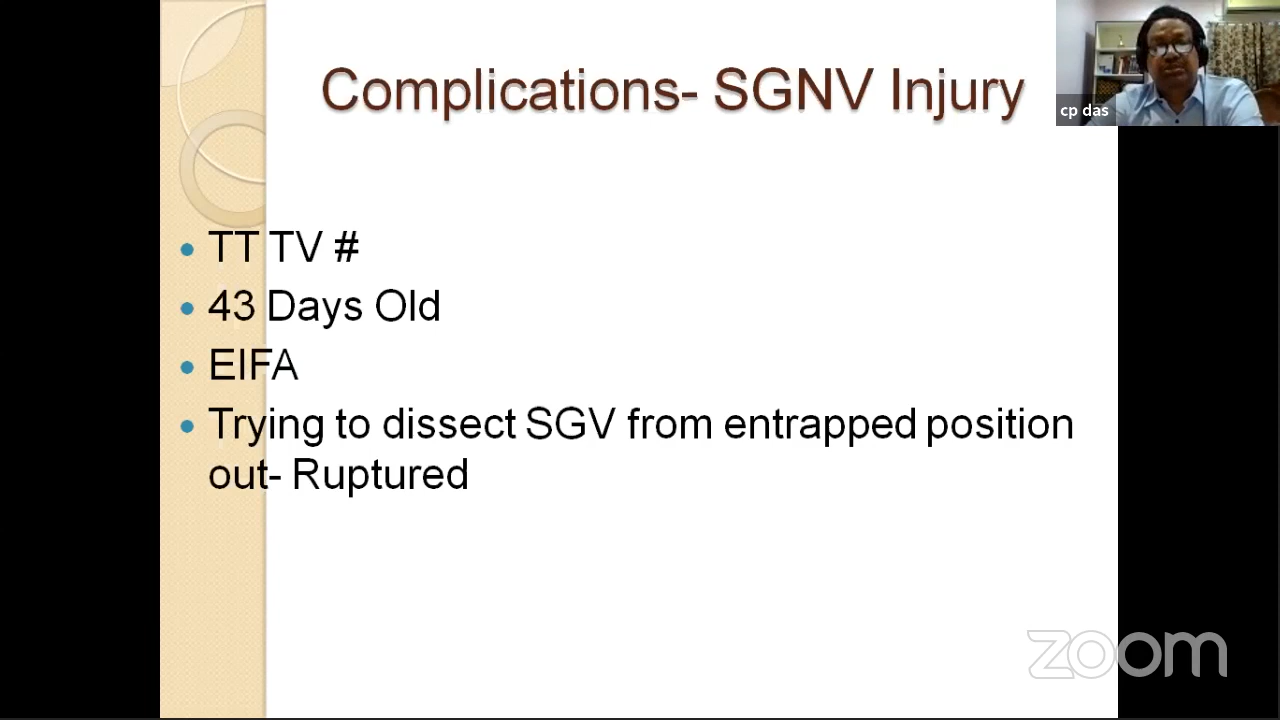 Complications- SGNV Injury
cp das
TT TV #
43 Days Old
EIFA
Trying to dissect SGV from entrapped position
out- Ruptured
zoom